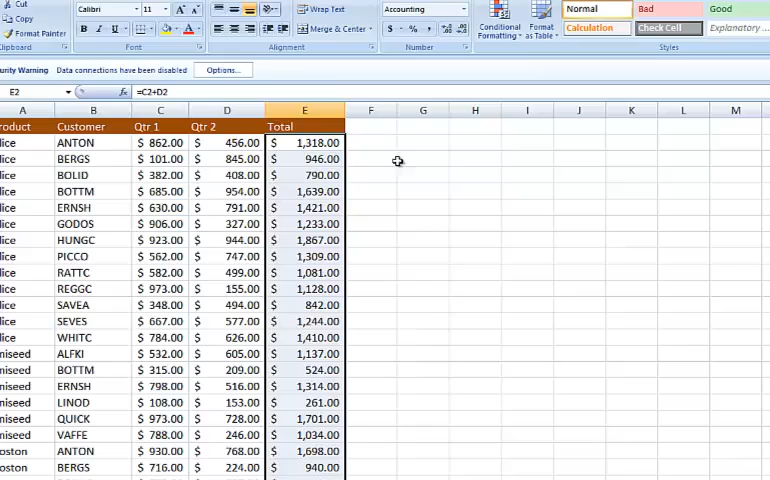 Cut
Copy
Format Painter
lipboard
Calibri 11
B I U
Font
Wrap Text
Merge & Center
Alignment
Accounting
$ % ,
Number
Conditional Formatting
Format as Table
Normal Bad Good
Calculation Check Cell Explanatory ...
Styles
urity Warning Data connections have been disabled Options...
E2 fx =C2+D2
A B C D E F G H I J K L M
roduct Customer Qtr 1 Qtr 2 Total
lice ANTON $ 862.00 $ 456.00 $ 1,318.00
lice BERGS $ 101.00 $ 845.00 $ 946.00
lice BOLID $ 382.00 $ 408.00 $ 790.00
lice BOTTM $ 685.00 $ 954.00 $ 1,639.00
lice ERNSH $ 630.00 $ 791.00 $ 1,421.00
lice GODOS $ 906.00 $ 327.00 $ 1,233.00
lice HUNGC $ 923.00 $ 944.00 $ 1,867.00
lice PICCO $ 562.00 $ 747.00 $ 1,309.00
lice RATTC $ 582.00 $ 499.00 $ 1,081.00
lice REGGC $ 973.00 $ 155.00 $ 1,128.00
lice SAVEA $ 348.00 $ 494.00 $ 842.00
lice SEVES $ 667.00 $ 577.00 $ 1,244.00
lice WHITC $ 784.00 $ 626.00 $ 1,410.00
niseed ALFKI $ 532.00 $ 605.00 $ 1,137.00
niseed BOTTM $ 315.00 $ 209.00 $ 524.00
niseed ERNSH $ 798.00 $ 516.00 $ 1,314.00
niseed LINOD $ 108.00 $ 153.00 $ 261.00
niseed QUICK $ 973.00 $ 728.00 $ 1,701.00
niseed VAFFE $ 788.00 $ 246.00 $ 1,034.00
oston ANTON $ 930.00 $ 768.00 $ 1,698.00
oston BERGS $ 716.00 $ 224.00 $ 940.00